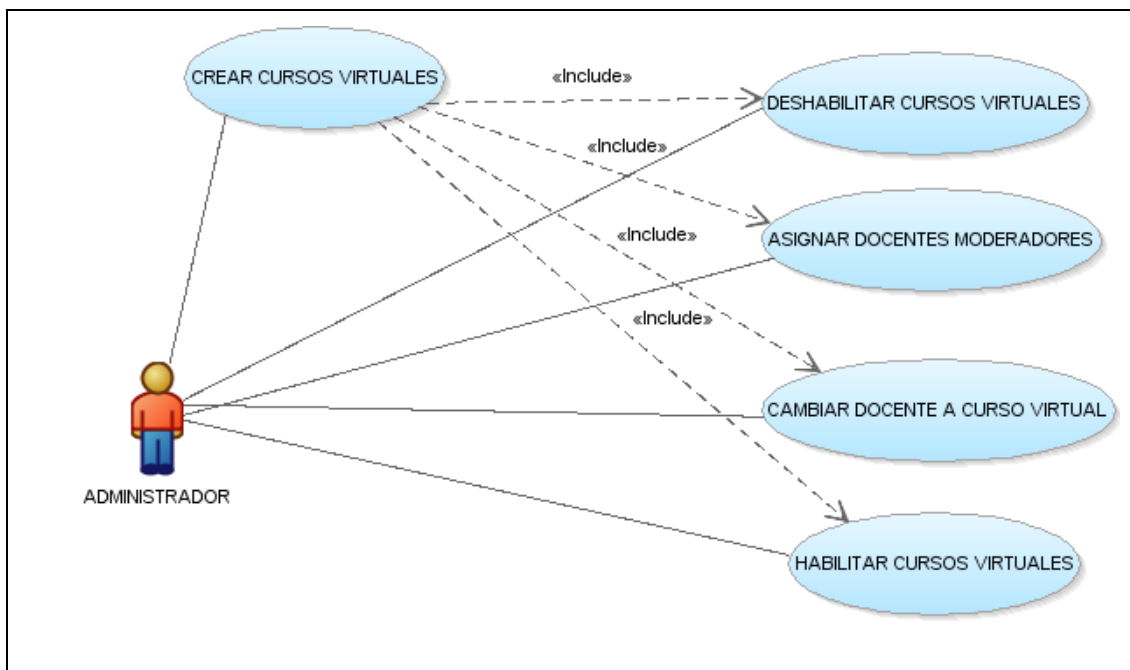 CREAR CURSOS VIRTUALES
«Include»
DESHABILITAR CURSOS VIRTUALES
«Include»
ASIGNAR DOCENTES MODERADORES
«Include»
«Include»
CAMBIAR DOCENTE A CURSO VIRTUAL
ADMINISTRADOR
HABILITAR CURSOS VIRTUALES